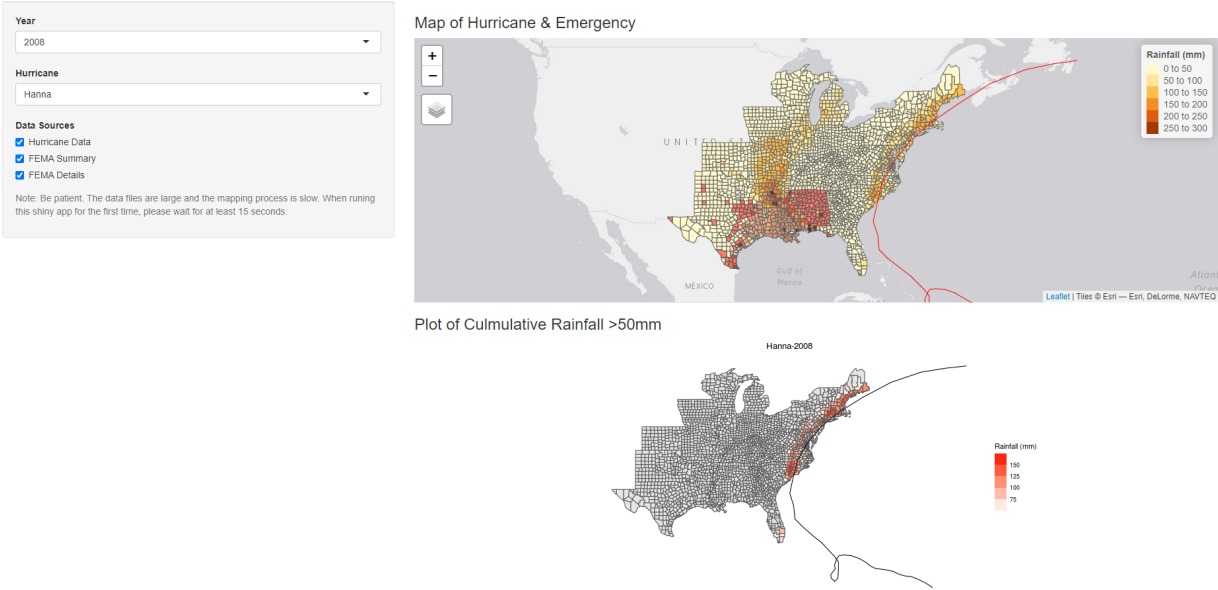 Year
2008
Hurricane
Hanna
Data Sources
Hurricane Data
FEMA Summary
FEMA Details
Note: Be patient. The data files are large and the mapping process is slow. When runing
this shiny app for the first time, please wait for at least 15 seconds.
Map of Hurricane & Emergency
+
−
UNITED ST
MÉXICO
Gulf of
Mexico
Atlant
Ocea
Rainfall (mm)
0 to 50
50 to 100
100 to 150
150 to 200
200 to 250
250 to 300
Leaflet | Tiles © Esri — Esri, DeLorme, NAVTEQ
Plot of Culmulative Rainfall >50mm
Hanna-2008
Rainfall (mm)
150
125
100
75